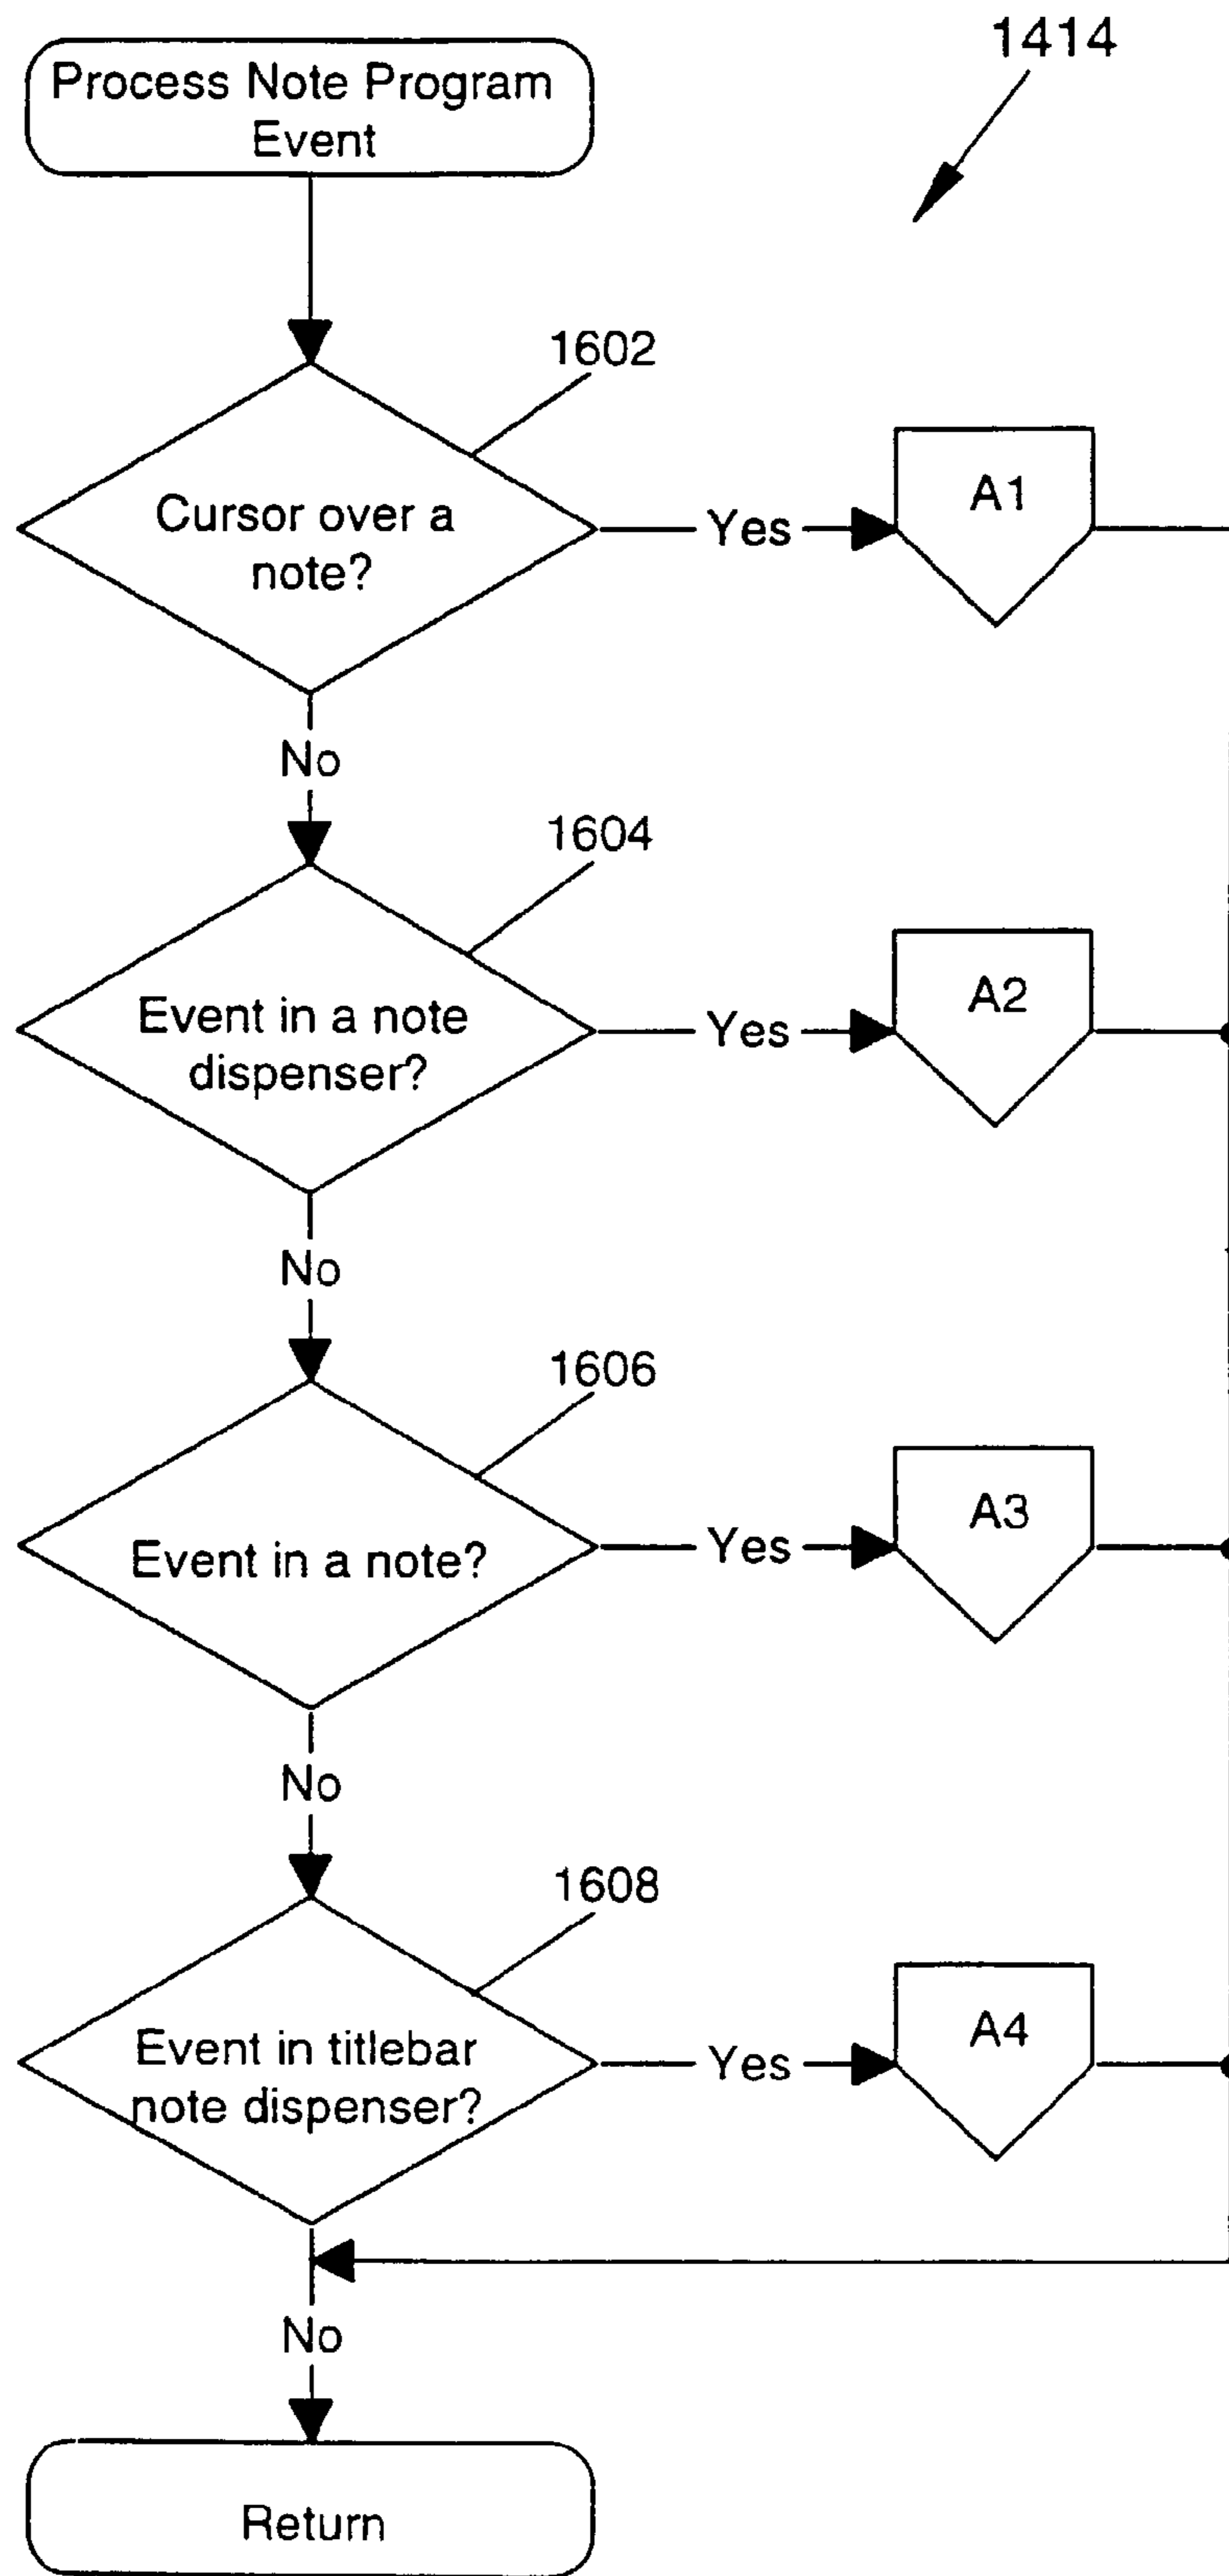 1414
Process Note Program
Event
1602
Cursor over a
note?
Yes
A1
No
1604
Event in a note
dispenser?
Yes
A2
No
1606
Event in a note?
Yes
A3
No
1608
Event in titlebar
note dispenser?
Yes
A4
No
Return